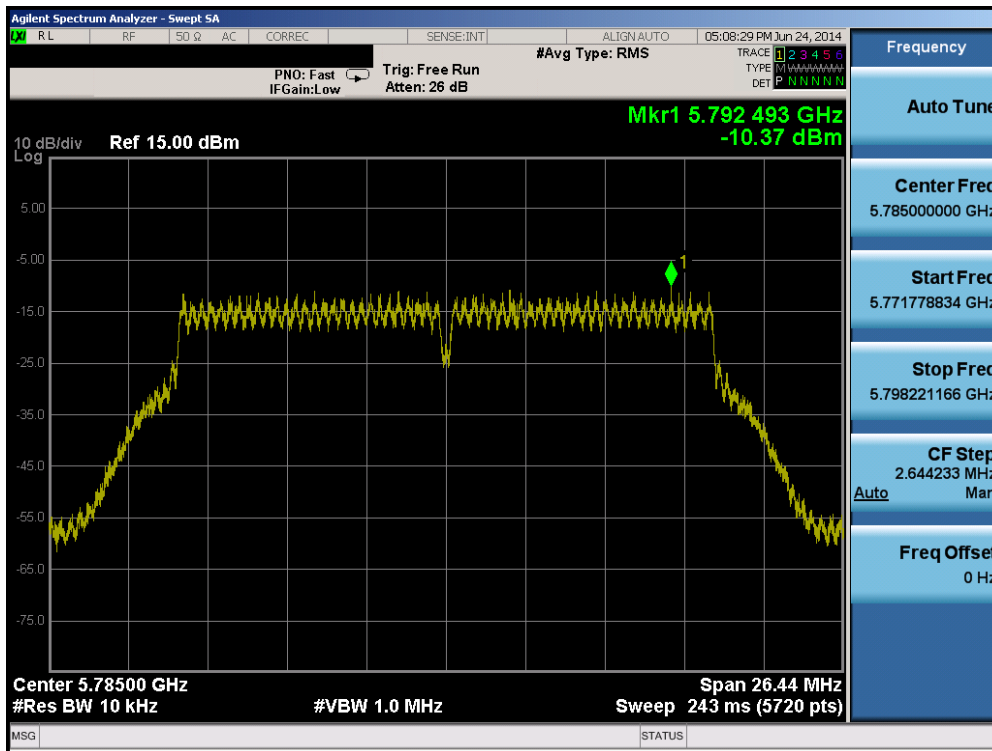 Agilent Spectrum Analyzer - Swept SA
LXI RL RF 50 Ω AC CORREC SENSE:INT ALIGN AUTO 05:08:29 PM Jun 24, 2014
#Avg Type: RMS TRACE 1 2 3 4 5 6
PNO: Fast Trig: Free Run TYPE M WWWWW
IFGain:Low Atten: 26 dB DET P N N N N N
Mkr1 5.792 493 GHz
-10.37 dBm
10 dB/div Ref 15.00 dBm
Log
5.00
-5.00
1
-15.0
-25.0
-35.0
-45.0
-55.0
-65.0
-75.0
Center 5.78500 GHz Span 26.44 MHz
#Res BW 10 kHz #VBW 1.0 MHz Sweep 243 ms (5720 pts)
MSG STATUS
Frequency
Auto Tune
Center Freq
5.785000000 GHz
Start Freq
5.771778834 GHz
Stop Freq
5.798221166 GHz
CF Step
2.644233 MHz
Auto Man
Freq Offset
0 Hz